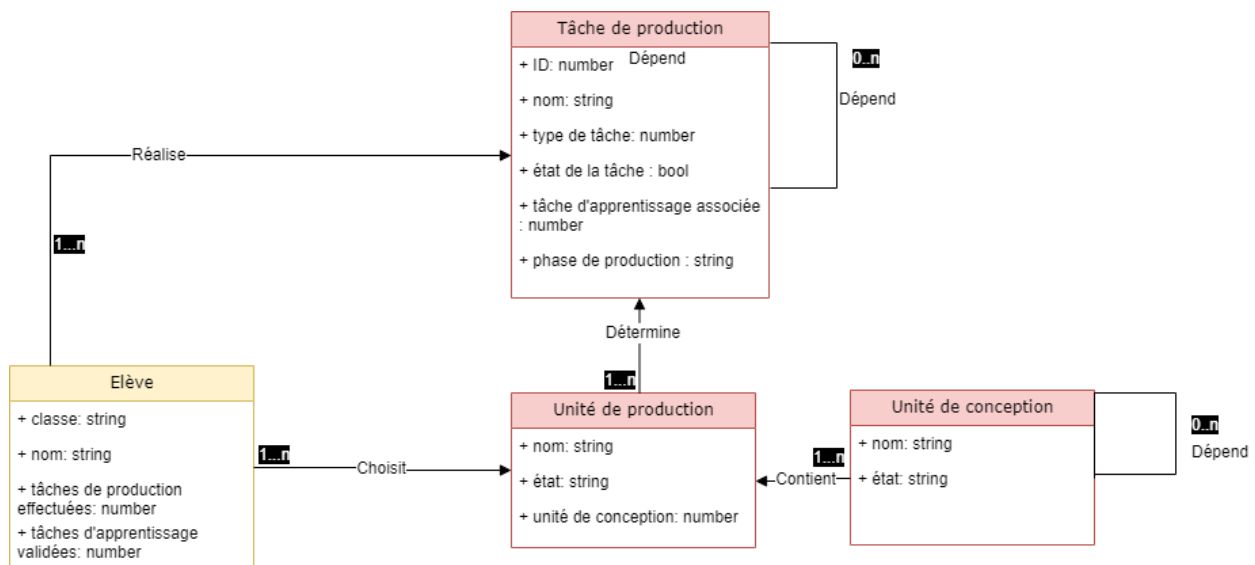 Tâche de production
+ ID: number
Dépend
+ nom: string
+ type de tâche: number
+ état de la tâche : bool
+ tâche d'apprentissage associée
: number
+ phase de production : string
0..n
Dépend
Réalise
1...n
Détermine
1...n
Elève
+ classe: string
+ nom: string
+ tâches de production
effectuées: number
+ tâches d'apprentissage
validées: number
1...n
Choisit
Unité de production
+ nom: string
+ état: string
+ unité de conception: number
1...n
Contient
Unité de conception
+ nom: string
+ état: string
0..n
Dépend